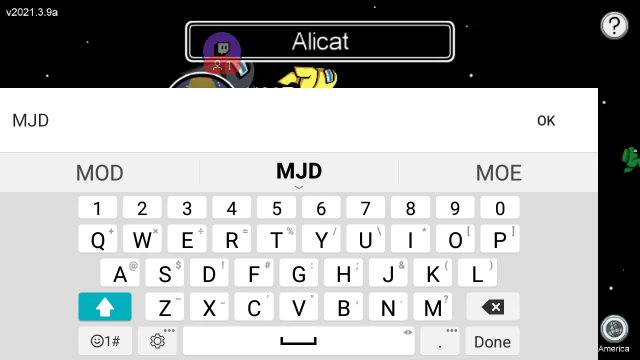 v2021.3.9a
Alicat
?
1
MJD
OK
MOD MJD MOE
1 2 3 4 5 6 7 8 9 0
Q + W × E ÷ R = T % Y / U \ I * O [ P ]
A @ S $ D ! F # G : H ; J & K ( L )
Z – X _ C ' V " B · N , M ?
☺1# . Done
America